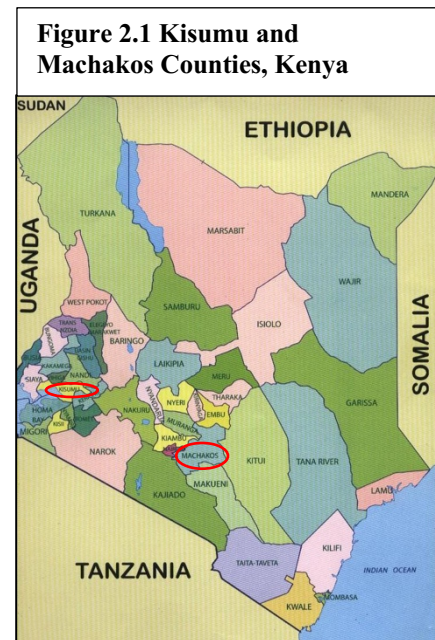 Figure 2.1 Kisumu and
Machakos Counties, Kenya
SUDAN
ETHIOPIA
UGANDA
SOMALIA
TANZANIA
INDIAN OCEAN
TURKANA
MARSABIT
MANDERA
WAJIR
WEST POKOT
SAMBURU
ISIOLO
TRANS
NZOIA
BARINGO
LAIKIPIA
MERU
GARISSA
NANDI
SIAYA
KISUMU
HOMA
BAY
MIGORI
KISII
NAKURU
NYERI
THARAKA
EMBU
MURANGA
KIAMBU
NAROK
MACHAKOS
KITUI
TANA RIVER
MAKUENI
KAJIADO
LAMU
TAITA-TAVETA
KILIFI
MOMBASA
KWALE